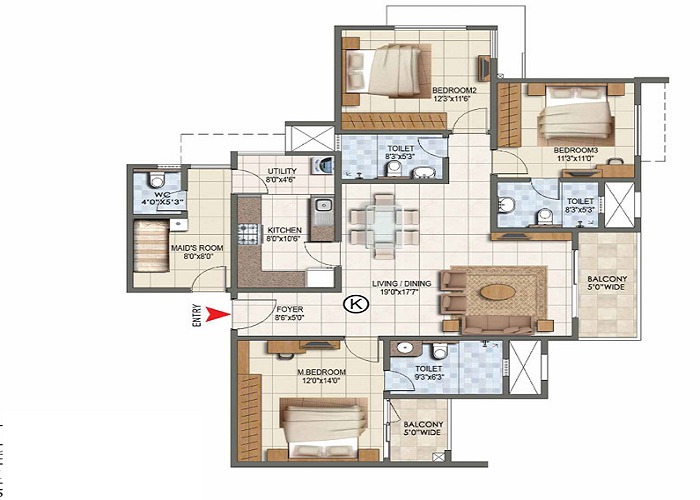 BEDROOM2
12'3"x11'6"
BEDROOM3
11'3"x11'0"
TOILET
8'3"x5'3"
UTILITY
8'0"x4'6"
WC
4'0"X5'3"
TOILET
8'3"x5'3"
KITCHEN
8'0"x10'6"
MAID'S ROOM
8'0"x8'0"
LIVING / DINING
19'0"x17'7"
BALCONY
5'0"WIDE
ENTRY
FOYER
8'6"x5'0"
K
M.BEDROOM
12'0"x14'0"
TOILET
9'3"x6'3"
BALCONY
5'0"WIDE